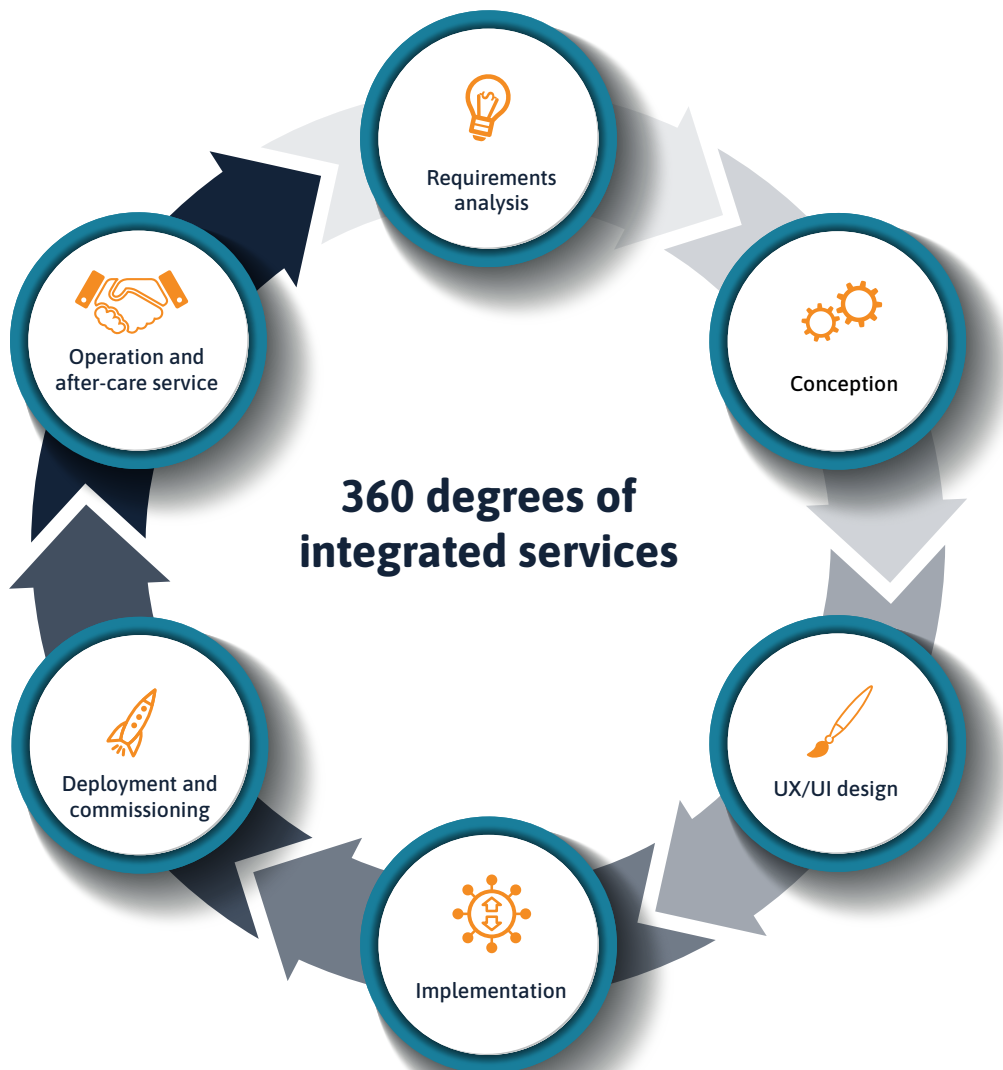 Requirements
analysis
Conception
UX/UI design
Implementation
Deployment and
commissioning
Operation and
after-care service
360 degrees of
integrated services